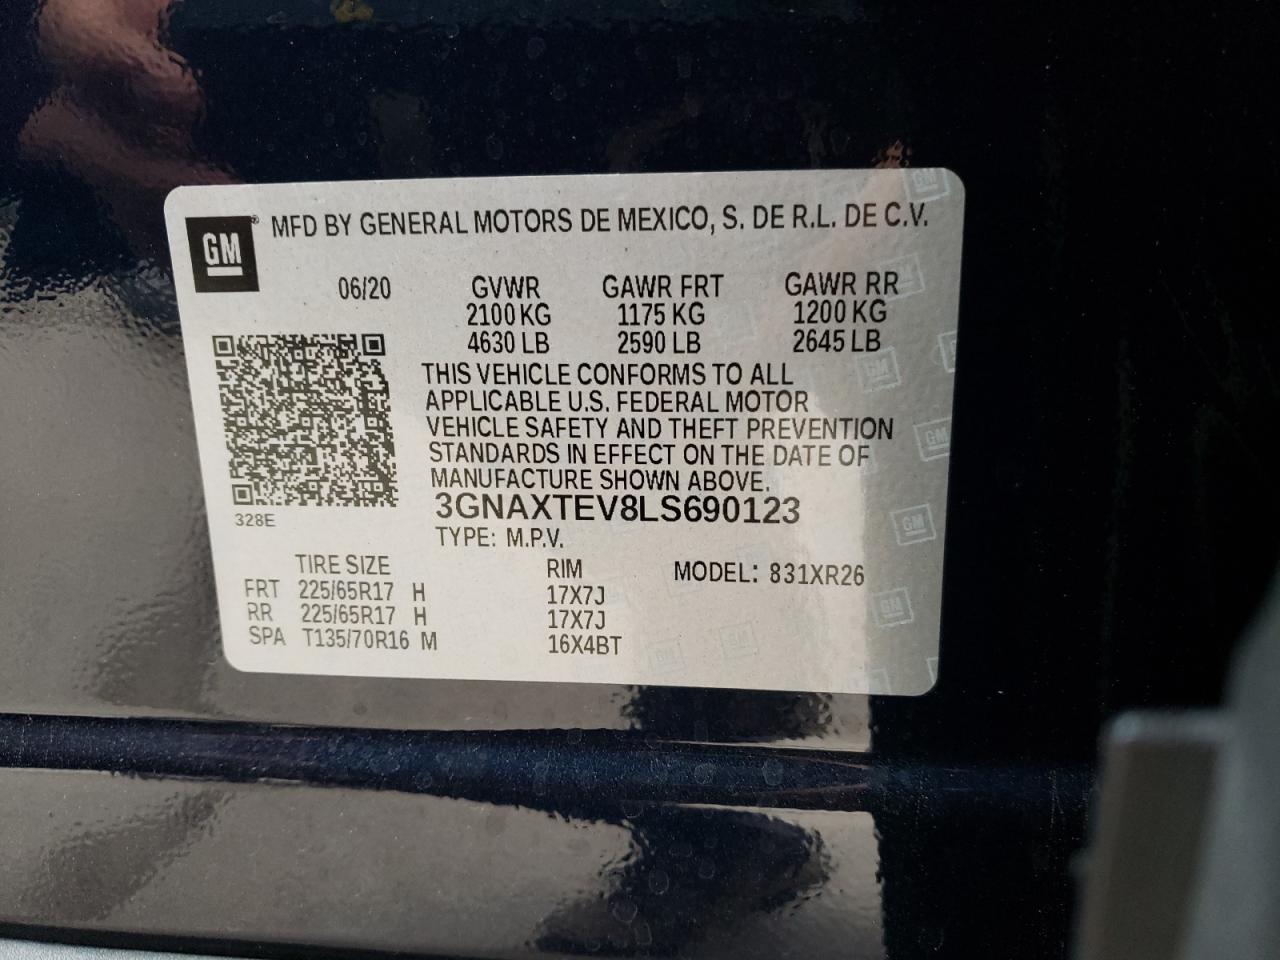 GM® MFD BY GENERAL MOTORS DE MEXICO, S. DE R.L. DE C.V.
06/20 GVWR GAWR FRT GAWR RR
2100 KG 1175 KG 1200 KG
4630 LB 2590 LB 2645 LB
THIS VEHICLE CONFORMS TO ALL
APPLICABLE U.S. FEDERAL MOTOR
VEHICLE SAFETY AND THEFT PREVENTION
STANDARDS IN EFFECT ON THE DATE OF
MANUFACTURE SHOWN ABOVE.
3GNAXTEV8LS690123
328E
TYPE: M.P.V.
TIRE SIZE RIM MODEL: 831XR26
FRT 225/65R17 H 17X7J
RR 225/65R17 H 17X7J
SPA T135/70R16 M 16X4BT